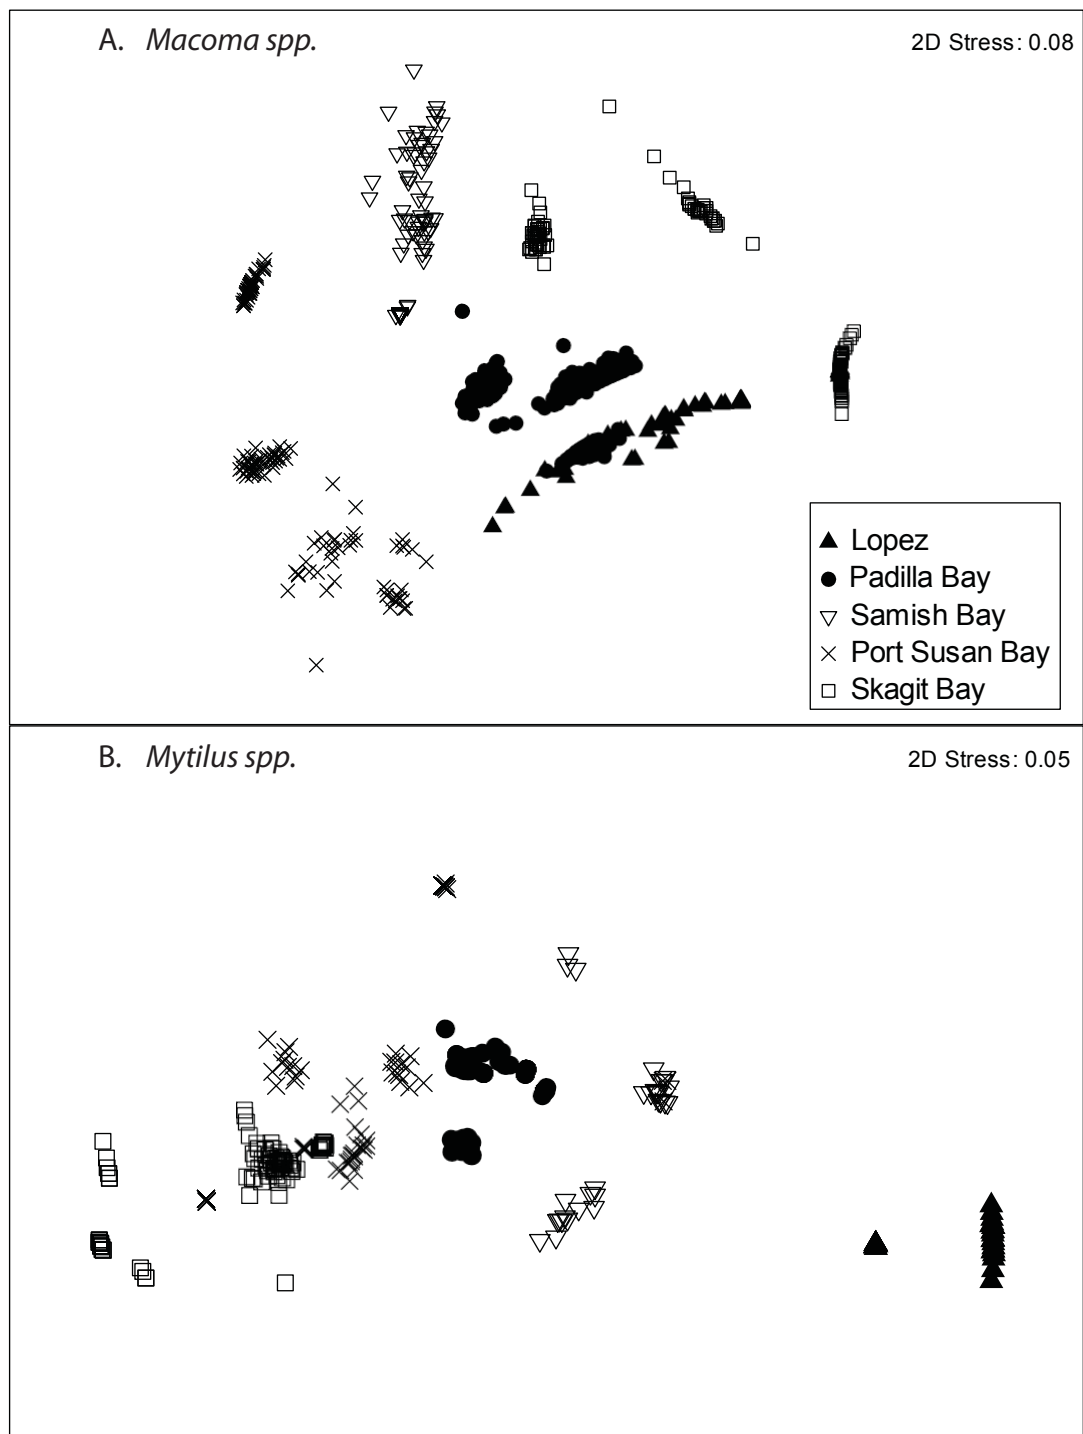 A. Macoma spp.
2D Stress: 0.08
Lopez
Padilla Bay
Samish Bay
Port Susan Bay
Skagit Bay
B. Mytilus spp.
2D Stress: 0.05